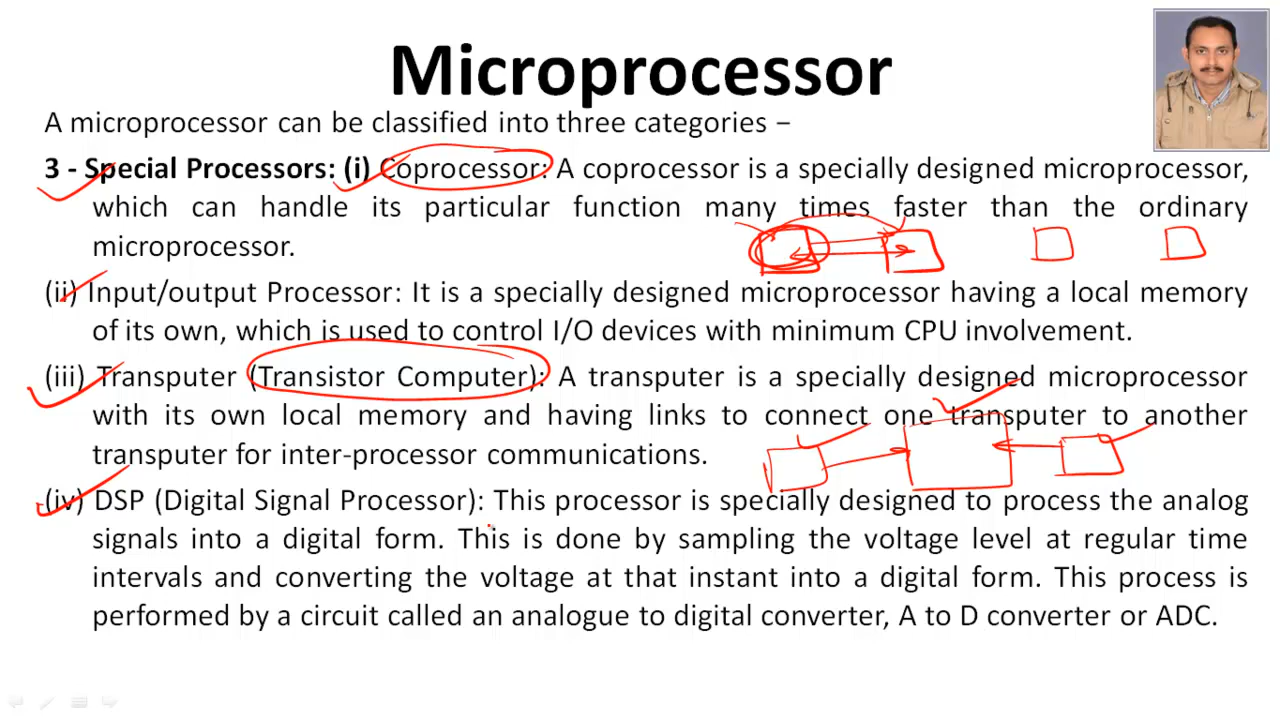 Microprocessor
A microprocessor can be classified into three categories −
3 - Special Processors: (i) Coprocessor: A coprocessor is a specially designed microprocessor,
which can handle its particular function many times faster than the ordinary
microprocessor.
(ii) Input/output Processor: It is a specially designed microprocessor having a local memory
of its own, which is used to control I/O devices with minimum CPU involvement.
(iii) Transputer (Transistor Computer): A transputer is a specially designed microprocessor
with its own local memory and having links to connect one transputer to another
transputer for inter-processor communications.
(iv) DSP (Digital Signal Processor): This processor is specially designed to process the analog
signals into a digital form. This is done by sampling the voltage level at regular time
intervals and converting the voltage at that instant into a digital form. This process is
performed by a circuit called an analogue to digital converter, A to D converter or ADC.